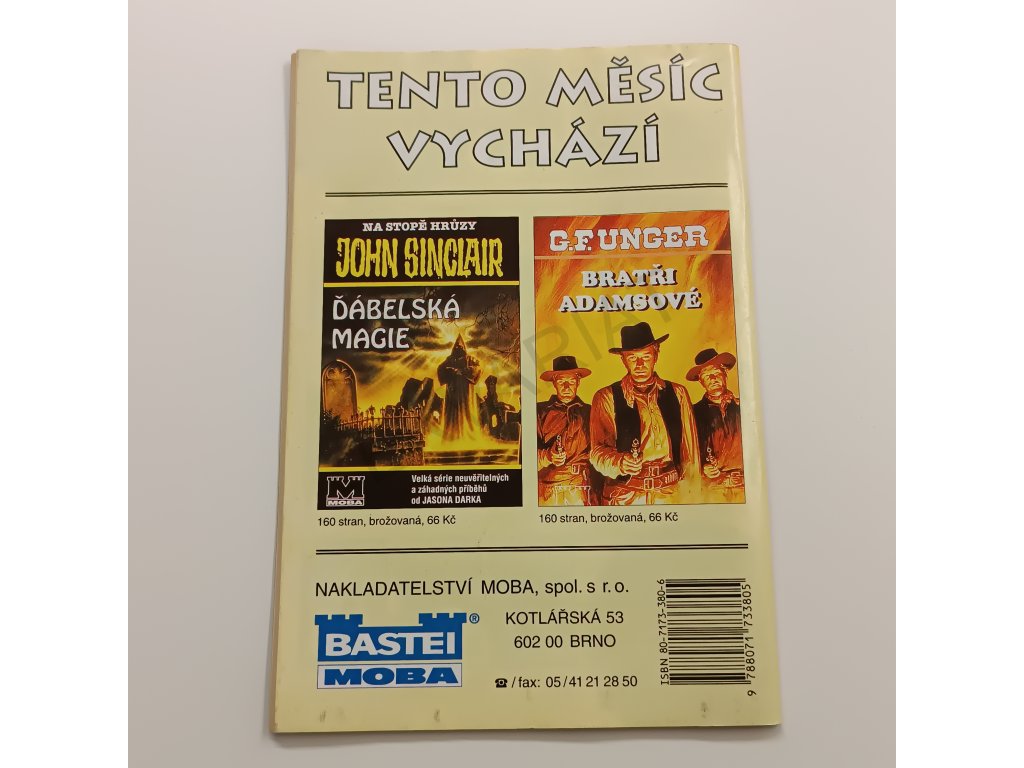 TENTO MĚSÍC
VYCHÁZÍ
NA STOPĚ HRŮZY
JOHN SINCLAIR
ĎÁBELSKÁ
MAGIE
MOBA
Velká série neuvěřitelných
a záhadných příběhů
od JASONA DARKA
160 stran, brožovaná, 66 Kč
G.F. UNGER
BRATŘI
ADAMSOVÉ
160 stran, brožovaná, 66 Kč
NAKLADATELSTVÍ MOBA, spol. s r.o.
BASTEI®
MOBA
KOTLÁŘSKÁ 53
602 00 BRNO
☎/fax: 05/41 21 28 50
ISBN 80-7173-380-6
9 788071 733805